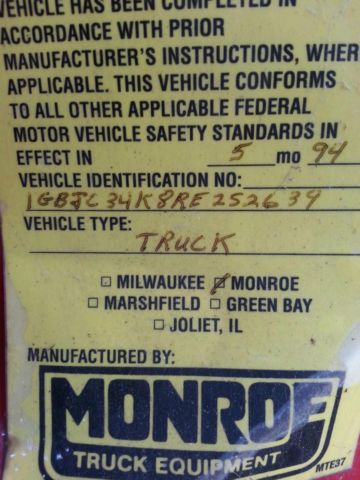 VEHICLE HAS BEEN COMPLETED IN
ACCORDANCE WITH PRIOR
MANUFACTURER'S INSTRUCTIONS, WHER
APPLICABLE. THIS VEHICLE CONFORMS
TO ALL OTHER APPLICABLE FEDERAL
MOTOR VEHICLE SAFETY STANDARDS IN
EFFECT IN 5 mo 94
VEHICLE IDENTIFICATION NO:
1GBJC34K8RE252639
VEHICLE TYPE:
TRUCK
MILWAUKEE MONROE
MARSHFIELD GREEN BAY
JOLIET, IL
MANUFACTURED BY:
MONROE
TRUCK EQUIPMENT
MTE37